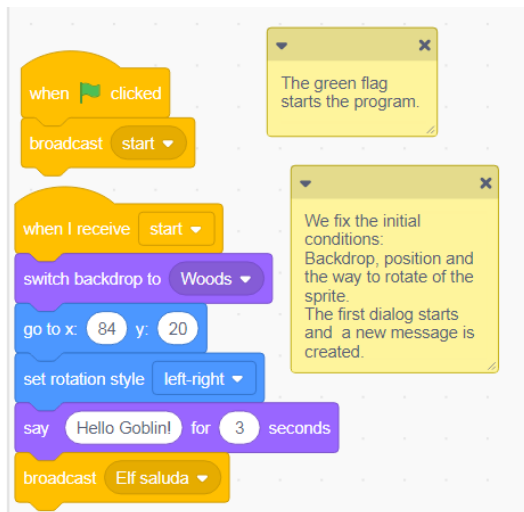 when clicked
broadcast start
The green flag
starts the program.
when I receive start
switch backdrop to Woods
go to x: 84 y: 20
set rotation style left-right
say Hello Goblin! for 3 seconds
broadcast Elf saluda
We fix the initial
conditions:
Backdrop, position and
the way to rotate of the
sprite.
The first dialog starts
and a new message is
created.